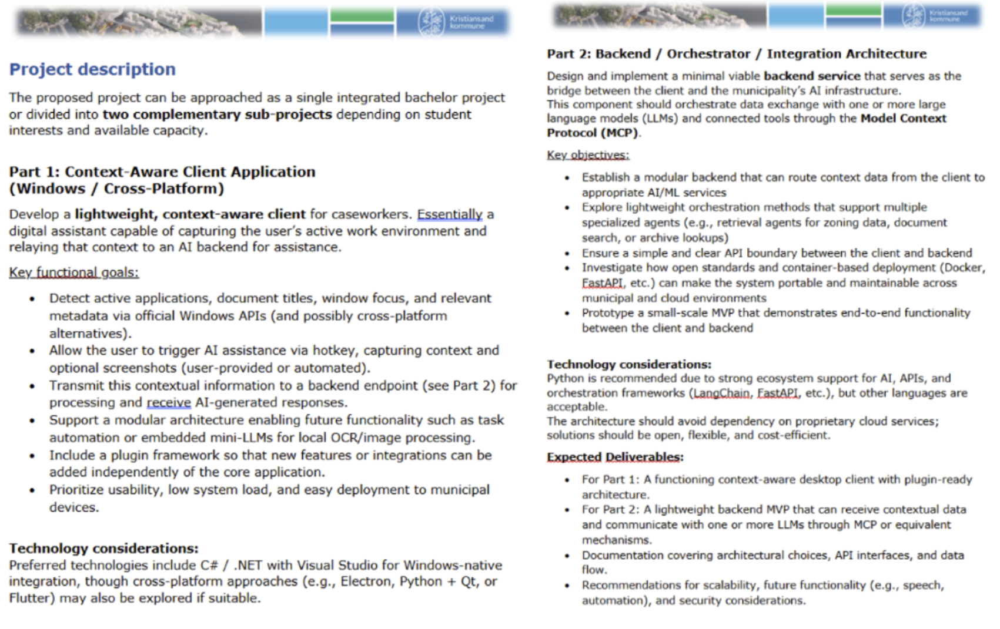 Kristiansand
kommune
Project description
The proposed project can be approached as a single integrated bachelor project
or divided into two complementary sub-projects depending on student
interests and available capacity.
Part 1: Context-Aware Client Application
(Windows / Cross-Platform)
Develop a lightweight, context-aware client for caseworkers. Essentially a
digital assistant capable of capturing the user's active work environment and
relaying that context to an AI backend for assistance.
Key functional goals:
• Detect active applications, document titles, window focus, and relevant
metadata via official Windows APIs (and possibly cross-platform
alternatives).
• Allow the user to trigger AI assistance via hotkey, capturing context and
optional screenshots (user-provided or automated).
• Transmit this contextual information to a backend endpoint (see Part 2) for
processing and receive AI-generated responses.
• Support a modular architecture enabling future functionality such as task
automation or embedded mini-LLMs for local OCR/image processing.
• Include a plugin framework so that new features or integrations can be
added independently of the core application.
• Prioritize usability, low system load, and easy deployment to municipal
devices.
Technology considerations:
Preferred technologies include C# / .NET with Visual Studio for Windows-native
integration, though cross-platform approaches (e.g., Electron, Python + Qt, or
Flutter) may also be explored if suitable.
Kristiansand
kommune
Part 2: Backend / Orchestrator / Integration Architecture
Design and implement a minimal viable backend service that serves as the
bridge between the client and the municipality's AI infrastructure.
This component should orchestrate data exchange with one or more large
language models (LLMs) and connected tools through the Model Context
Protocol (MCP).
Key objectives:
• Establish a modular backend that can route context data from the client to
appropriate AI/ML services
• Explore lightweight orchestration methods that support multiple
specialized agents (e.g., retrieval agents for zoning data, document
search, or archive lookups)
• Ensure a simple and clear API boundary between the client and backend
• Investigate how open standards and container-based deployment (Docker,
FastAPI, etc.) can make the system portable and maintainable across
municipal and cloud environments
• Prototype a small-scale MVP that demonstrates end-to-end functionality
between the client and backend
Technology considerations:
Python is recommended due to strong ecosystem support for AI, APIs, and
orchestration frameworks (LangChain, FastAPI, etc.), but other languages are
acceptable.
The architecture should avoid dependency on proprietary cloud services;
solutions should be open, flexible, and cost-efficient.
Expected Deliverables:
• For Part 1: A functioning context-aware desktop client with plugin-ready
architecture.
• For Part 2: A lightweight backend MVP that can receive contextual data
and communicate with one or more LLMs through MCP or equivalent
mechanisms.
• Documentation covering architectural choices, API interfaces, and data
flow.
• Recommendations for scalability, future functionality (e.g., speech,
automation), and security considerations.